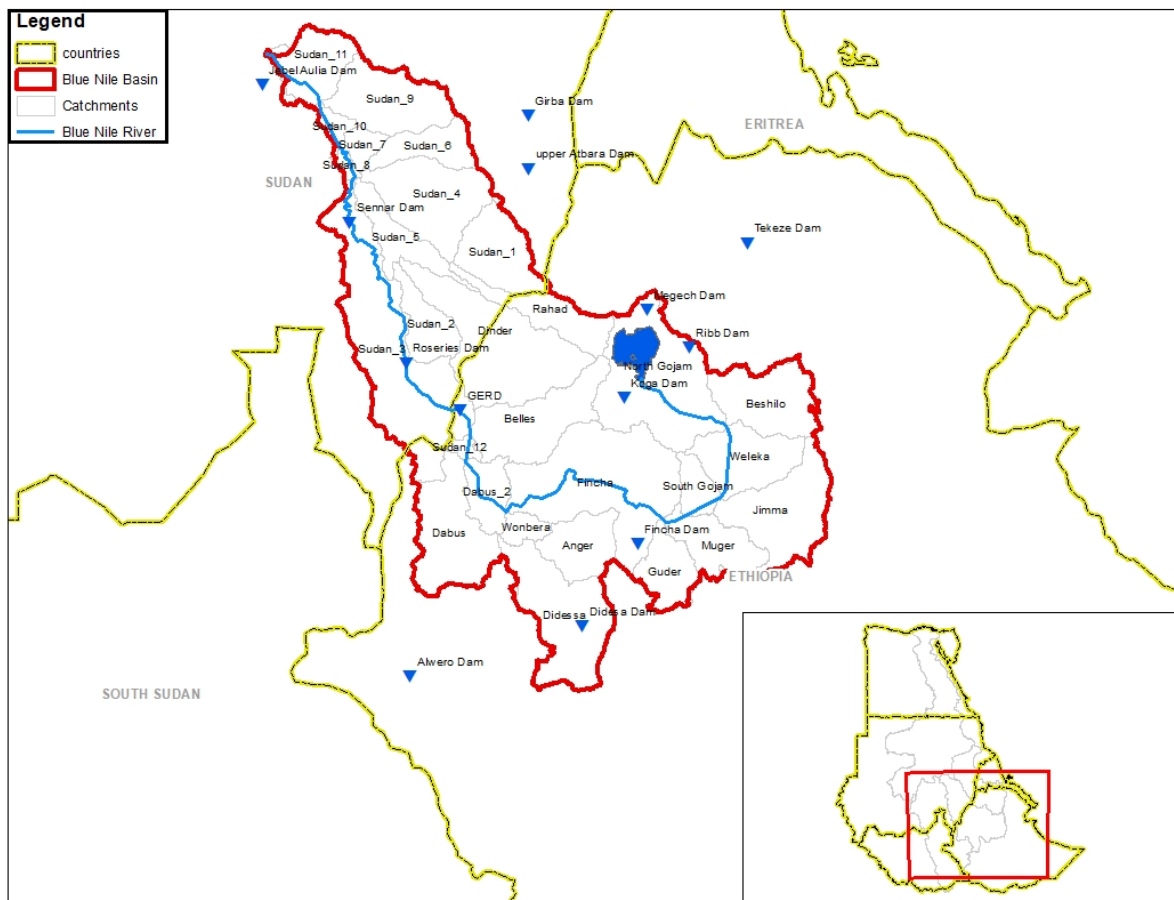 Legend
countries
Blue Nile Basin
Catchments
Blue Nile River
Sudan_11
Jebel Aulia Dam
Sudan_9
Girba Dam
Sudan_10
ERITREA
Sudan_7
Sudan_6
upper Atbara Dam
Sudan_8
SUDAN
Sudan_4
Sennar Dam
Tekeze Dam
Sudan_5
Sudan_1
Megech Dam
Rahad
Sudan_2
Dinder
Ribb Dam
Sudan_3
Roseries Dam
North Gojam
Koga Dam
GERD
Beshilo
Belles
Sudan_12
Weleka
Fincha
South Gojam
Dabus_2
Jimma
Wonbera
Dabus
Fincha Dam
Anger
Muger
Guder
ETHIOPIA
Didessa
Didesa Dam
Alwero Dam
SOUTH SUDAN